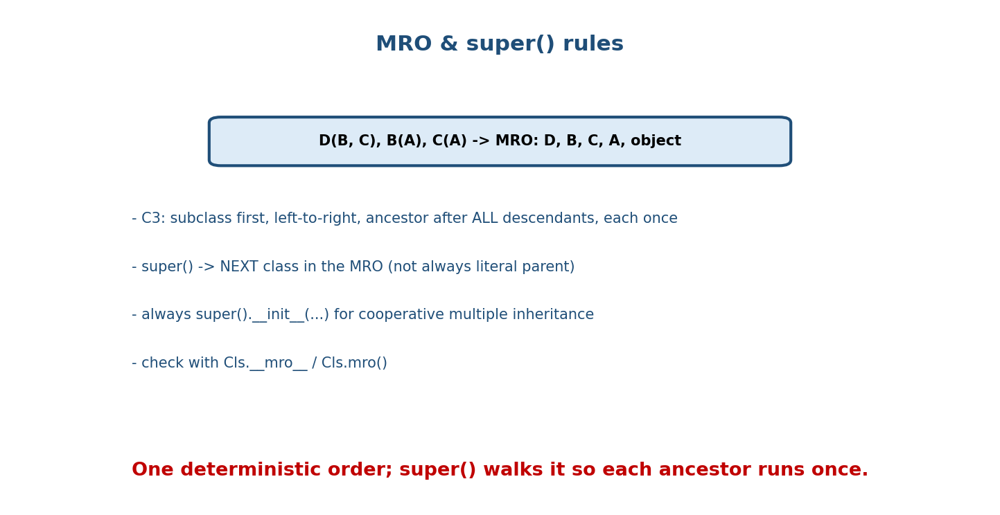 MRO & super() rules
D(B, C), B(A), C(A) -> MRO: D, B, C, A, object
- C3: subclass first, left-to-right, ancestor after ALL descendants, each once
- super() -> NEXT class in the MRO (not always literal parent)
- always super().__init__(...) for cooperative multiple inheritance
- check with Cls.__mro__ / Cls.mro()
One deterministic order; super() walks it so each ancestor runs once.